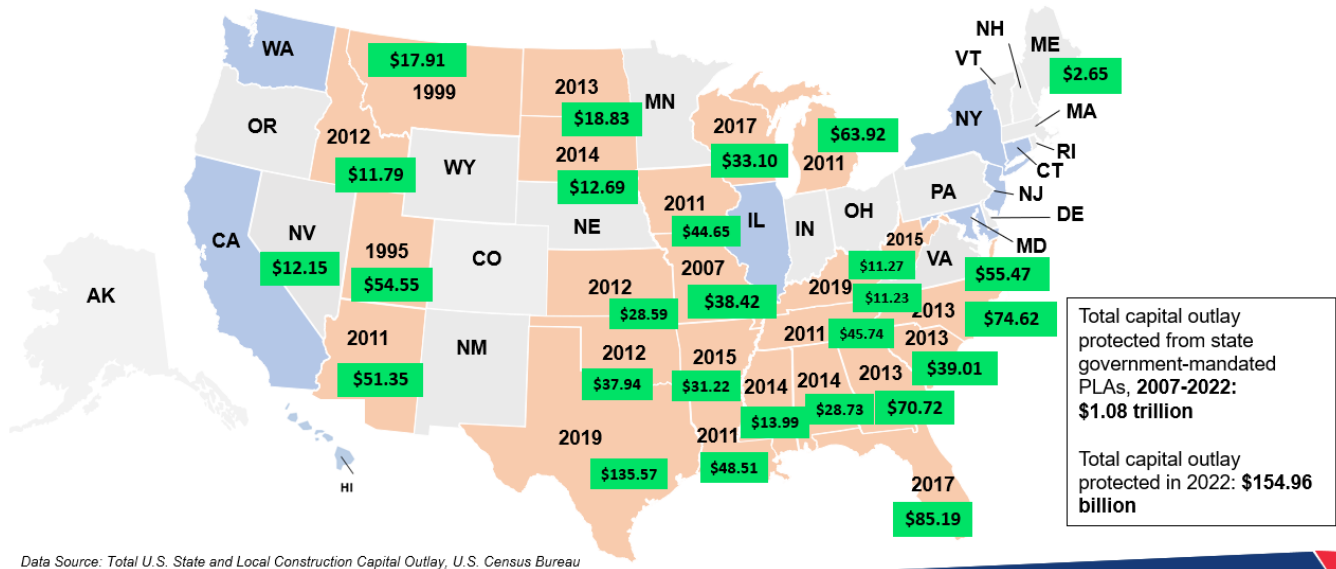 WA
$17.91
1999
2013
$18.83
MN
OR
2012
$11.79
WY
2014
$12.69
2017
$33.10
$63.92
2011
VT
NH
ME
$2.65
MA
NY
RI
CT
NJ
PA
DE
MD
CA
NV
$12.15
1995
$54.55
CO
NE
2011
$44.65
IL
IN
OH
2015
$11.27
VA
$55.47
AK
2012
$28.59
2007
$38.42
2019
$11.23
2013
$74.62
2011
$51.35
NM
2012
$37.94
2015
$31.22
2011
$45.74
2013
$39.01
2014
$13.99
2014
$28.73
2013
$70.72
HI
2019
$135.57
2011
$48.51
2017
$85.19
Total capital outlay
protected from state
government-mandated
PLAs, 2007-2022:
$1.08 trillion
Total capital outlay
protected in 2022: $154.96
billion
Data Source: Total U.S. State and Local Construction Capital Outlay, U.S. Census Bureau